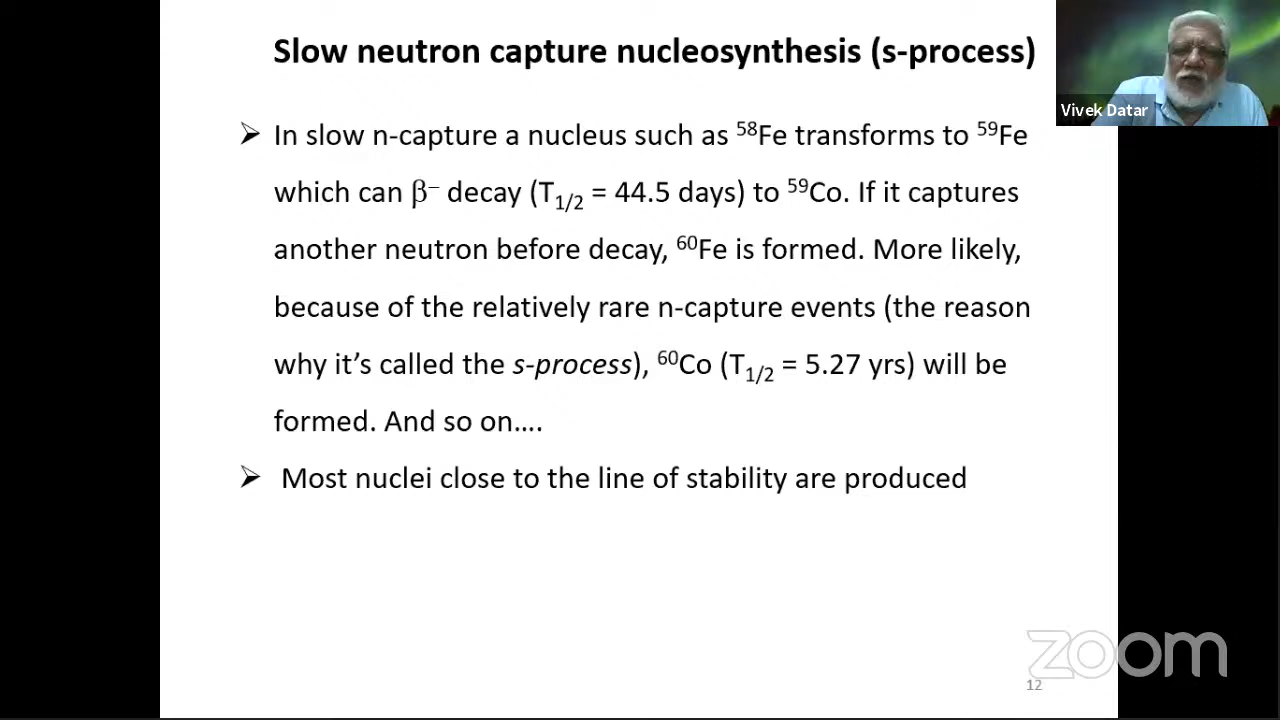 Slow neutron capture nucleosynthesis (s-process)
Vivek Datar
➢ In slow n-capture a nucleus such as ⁵⁸Fe transforms to ⁵⁹Fe
which can β⁻ decay (T₁/₂ = 44.5 days) to ⁵⁹Co. If it captures
another neutron before decay, ⁶⁰Fe is formed. More likely,
because of the relatively rare n-capture events (the reason
why it’s called the s-process), ⁶⁰Co (T₁/₂ = 5.27 yrs) will be
formed. And so on….
➢ Most nuclei close to the line of stability are produced
zoom
12